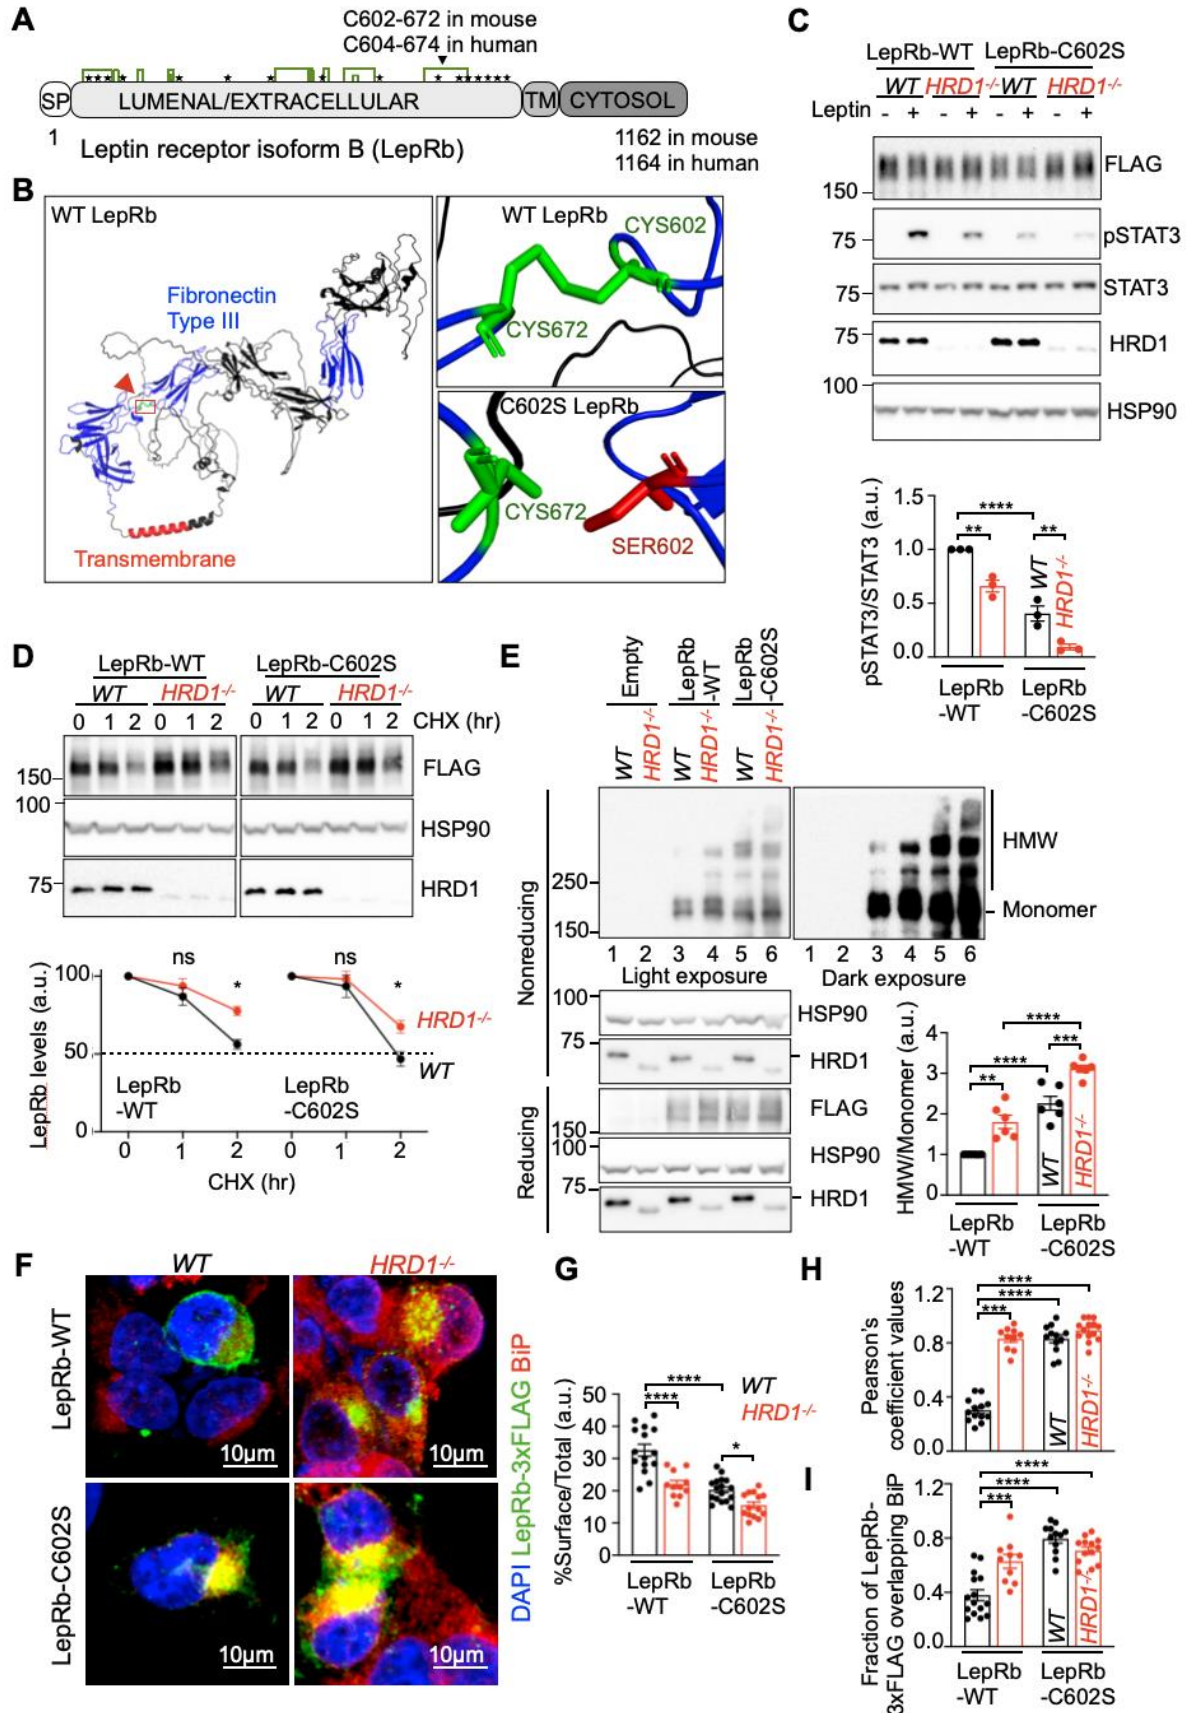 A
C602-672 in mouse
C604-674 in human
SP
LUMENAL/EXTRACELLULAR
TM
CYTOSOL
1
Leptin receptor isoform B (LepRb)
1162 in mouse
1164 in human
B
WT LepRb
Fibronectin
Type III
Transmembrane
WT LepRb
CYS602
CYS672
C602S LepRb
CYS672
SER602
C
LepRb-WT LepRb-C602S
WT HRD1-/- WT HRD1-/-
Leptin - + - + - + - +
FLAG
150
pSTAT3
75
STAT3
75
75
HRD1
100
HSP90
pSTAT3/STAT3 (a.u.)
1.5
1.0
0.5
0.0
****
** **
WT
HRD1-/-
LepRb
-WT
LepRb
-C602S
D
LepRb-WT LepRb-C602S
WT HRD1-/- WT HRD1-/-
0 1 2 0 1 2 0 1 2 0 1 2 CHX (hr)
FLAG
150
100
HSP90
75
HRD1
LepRb levels (a.u.)
100
50
0
ns * ns *
HRD1-/-
WT
LepRb
-WT
LepRb
-C602S
0 1 2 0 1 2
CHX (hr)
E
Empty
LepRb
-WT
LepRb
-C602S
WT HRD1-/- WT HRD1-/- WT HRD1-/-
Nonreducing
HMW
250
Monomer
150
1 2 3 4 5 6 1 2 3 4 5 6
Light exposure Dark exposure
100
HSP90
75
HRD1
Reducing
FLAG
150
100
HSP90
75
HRD1
HMW/Monomer (a.u.)
4
3
2
1
0
****
**** ***
**
WT
HRD1-/-
LepRb
-WT
LepRb
-C602S
F
WT HRD1-/-
LepRb-WT
10μm 10μm
LepRb-C602S
10μm 10μm
DAPI LepRb-3xFLAG BiP
G
%Surface/Total (a.u.)
50
40
30
20
10
0
****
****
*
WT
HRD1-/-
LepRb
-WT
LepRb
-C602S
H
Pearson's
coefficient values
1.2
0.8
0.4
0.0
****
****
***
WT
HRD1-/-
I
Fraction of LepRb-
3xFLAG overlapping BiP
1.2
0.8
0.4
0.0
****
****
***
WT
HRD1-/-
LepRb
-WT
LepRb
-C602S